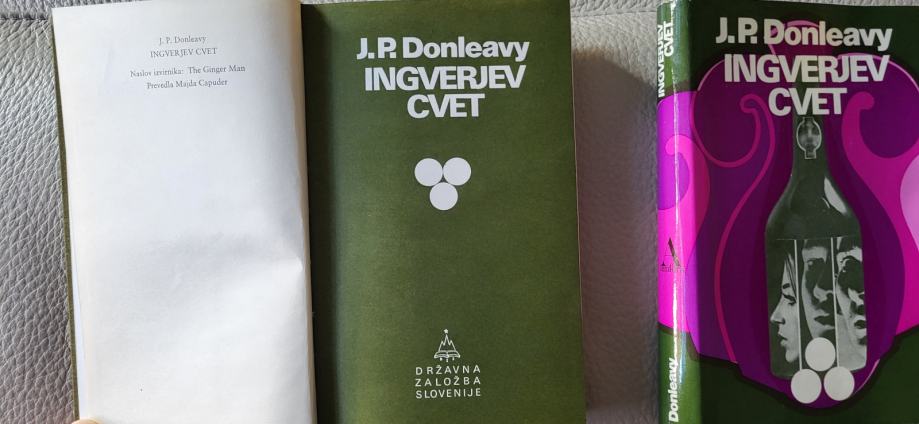 J. P. Donleavy
INGVERJEV CVET
Naslov izvirnika: The Ginger Man
Prevedla Majda Capuder
J.P. Donleavy
INGVERJEV
CVET
DRŽAVNA
ZALOŽBA
SLOVENIJE
INGVERJEV
CVET
Donleavy
J.P. Donleavy
INGVERJEV
CVET